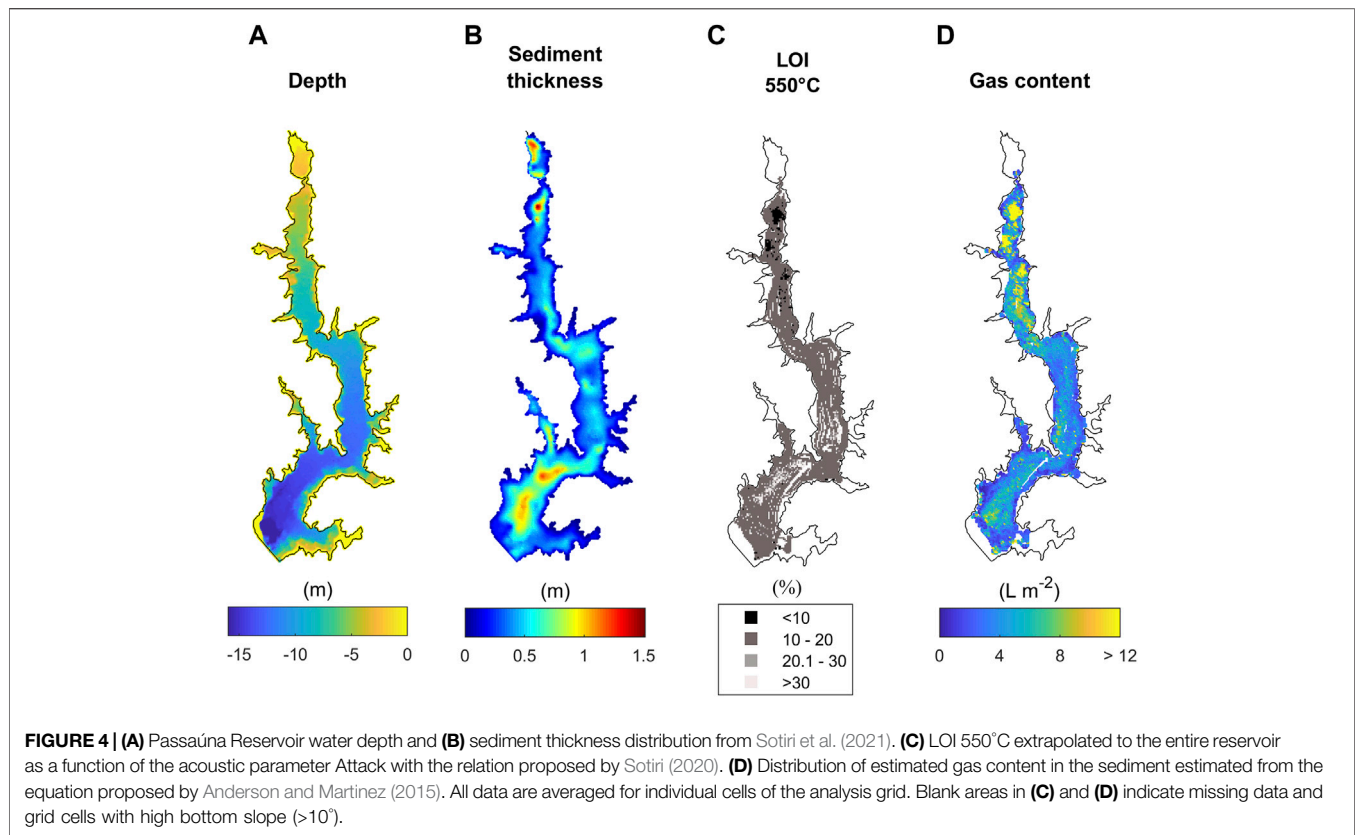 A
B
C
D
Depth
Sediment
thickness
LOI
550°C
Gas content
(m)
-15 -10 -5 0
(m)
0 0.5 1 1.5
(%)
<10
10 - 20
20.1 - 30
>30
(L m⁻²)
0 4 8 > 12
FIGURE 4 | (A) Passaúna Reservoir water depth and (B) sediment thickness distribution from Sotiri et al. (2021). (C) LOI 550°C extrapolated to the entire reservoir
as a function of the acoustic parameter Attack with the relation proposed by Sotiri (2020). (D) Distribution of estimated gas content in the sediment estimated from the
equation proposed by Anderson and Martinez (2015). All data are averaged for individual cells of the analysis grid. Blank areas in (C) and (D) indicate missing data and
grid cells with high bottom slope (>10°).